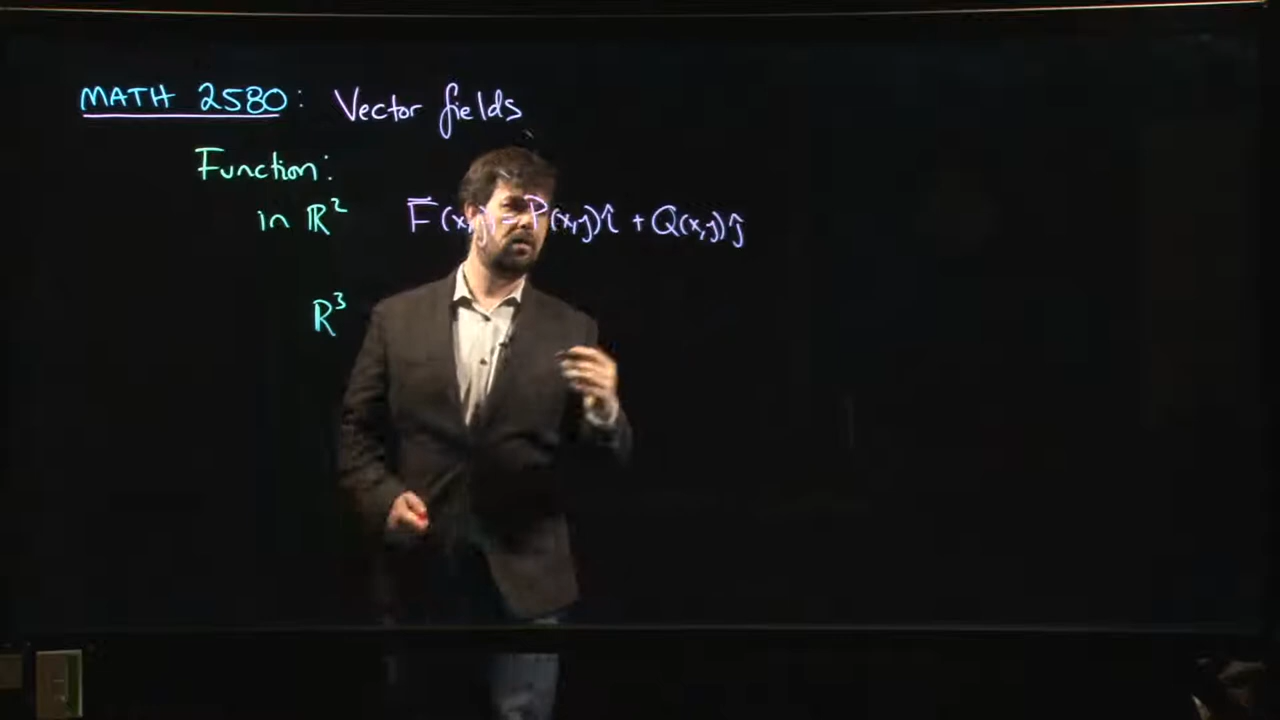 MATH 2580: Vector fields
Function:
in ℝ² F⃗(x,y) = P(x,y)î + Q(x,y)ĵ
ℝ³